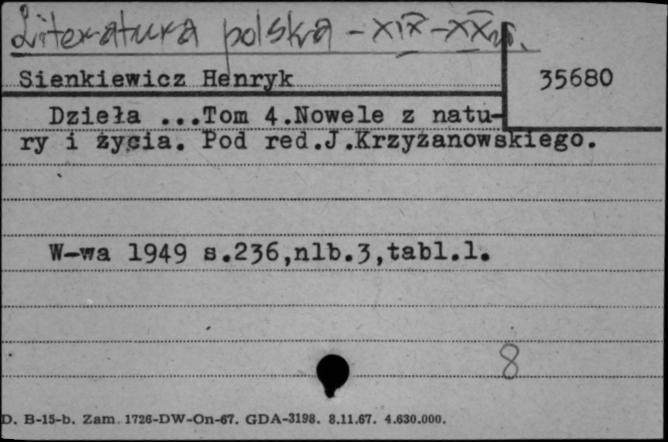 Literatura polska - XIX-XX w.
Sienkiewicz Henryk
35680
Dzieła ...Tom 4.Nowele z natu-
ry i życia. Pod red.J.Krzyżanowskiego.
W-wa 1949 s.236,nlb.3,tabl.1.
8
D. B-15-b. Zam. 1726-DW-On-67. GDA-3198. 8.11.67. 4.630.000.